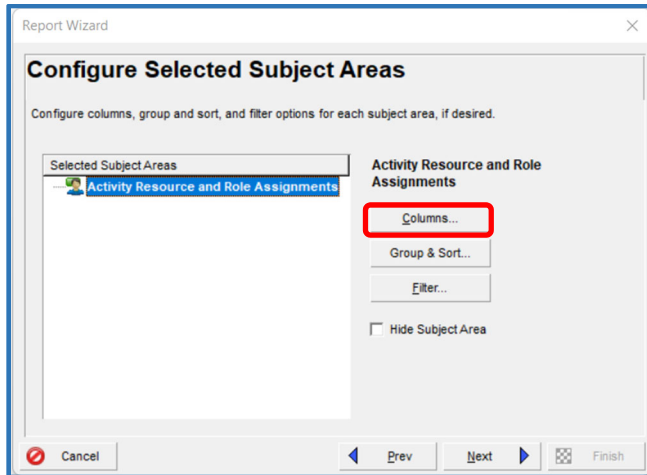 Report Wizard
Configure Selected Subject Areas
Configure columns, group and sort, and filter options for each subject area, if desired.
Selected Subject Areas
Activity Resource and Role Assignments
Activity Resource and Role
Assignments
Columns...
Group & Sort...
Filter...
Hide Subject Area
Cancel
Prev
Next
Finish